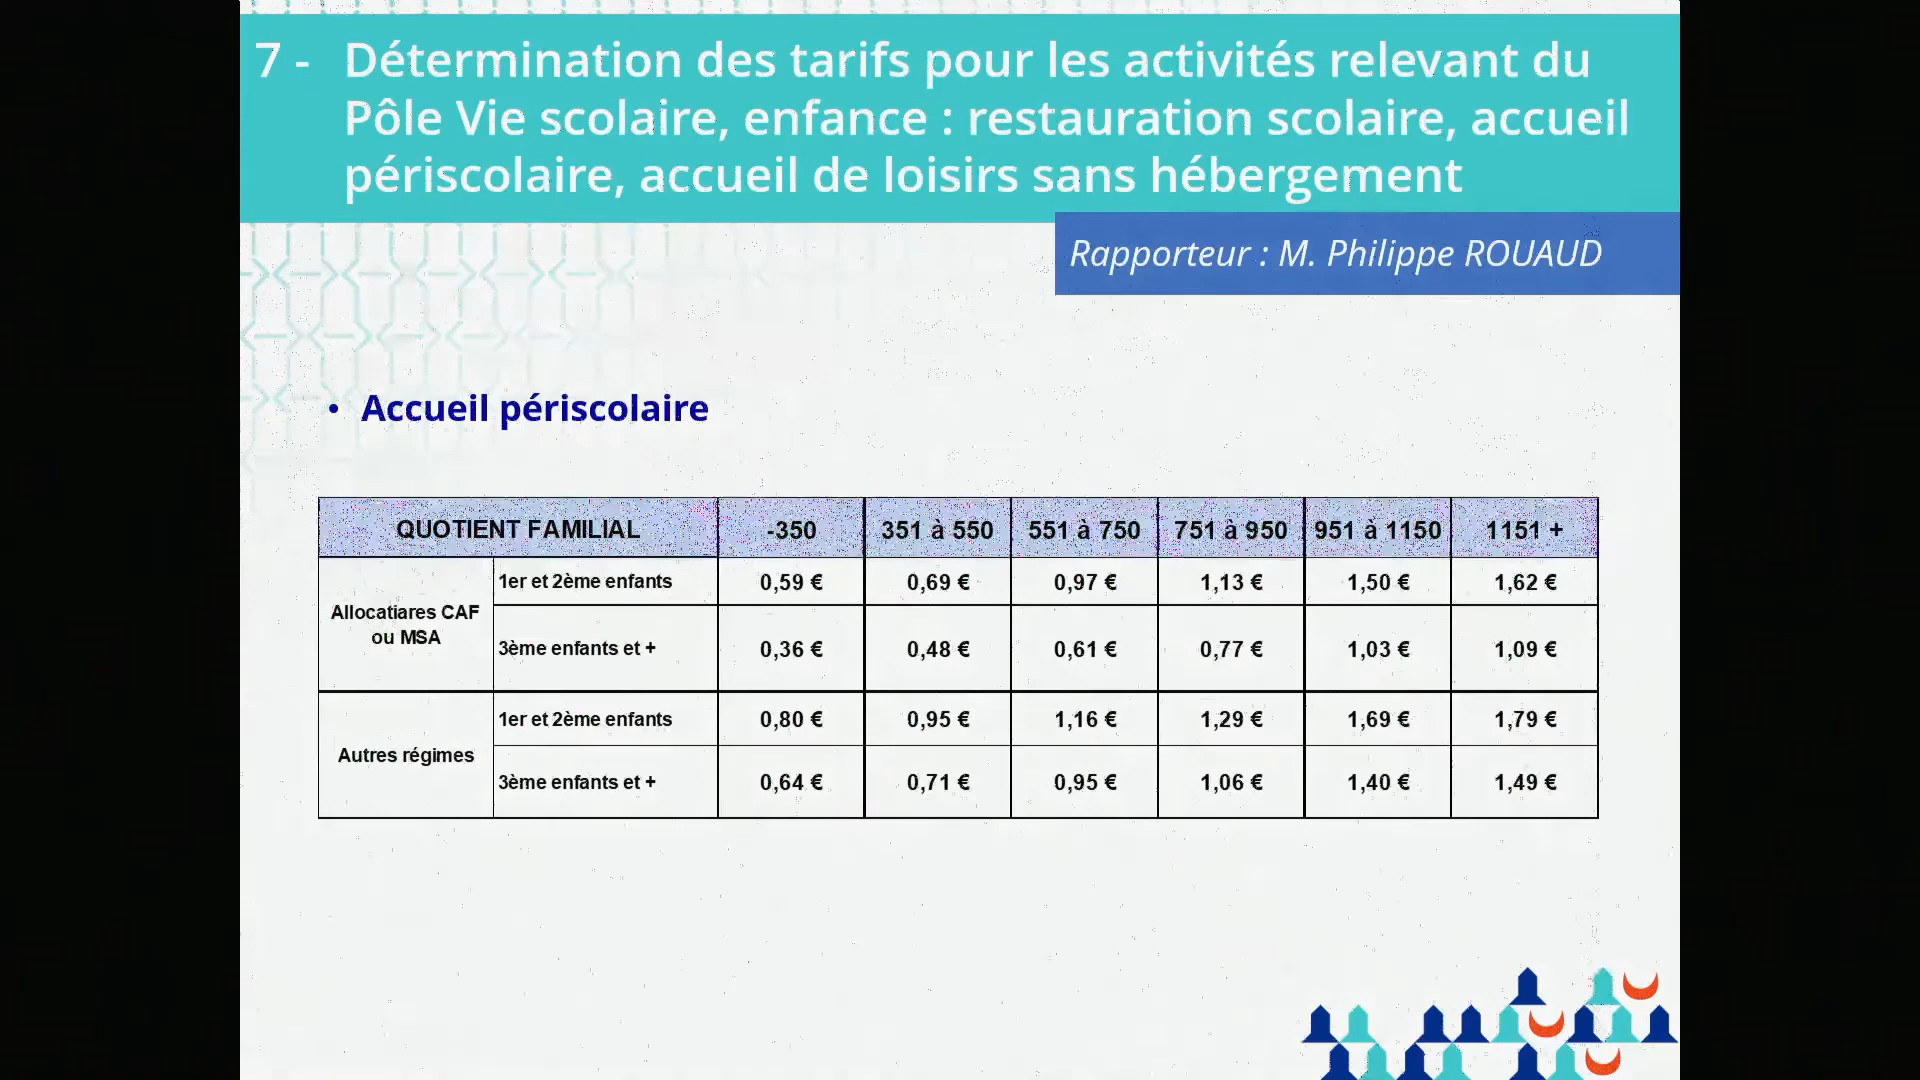 7 - Détermination des tarifs pour les activités relevant du
Pôle Vie scolaire, enfance : restauration scolaire, accueil
périscolaire, accueil de loisirs sans hébergement
Rapporteur : M. Philippe ROUAUD
• Accueil périscolaire
QUOTIENT FAMILIAL -350 351 à 550 551 à 750 751 à 950 951 à 1150 1151 +
Allocatiares CAF
ou MSA
1er et 2ème enfants 0,59 € 0,69 € 0,97 € 1,13 € 1,50 € 1,62 €
3ème enfants et + 0,36 € 0,48 € 0,61 € 0,77 € 1,03 € 1,09 €
Autres régimes
1er et 2ème enfants 0,80 € 0,95 € 1,16 € 1,29 € 1,69 € 1,79 €
3ème enfants et + 0,64 € 0,71 € 0,95 € 1,06 € 1,40 € 1,49 €